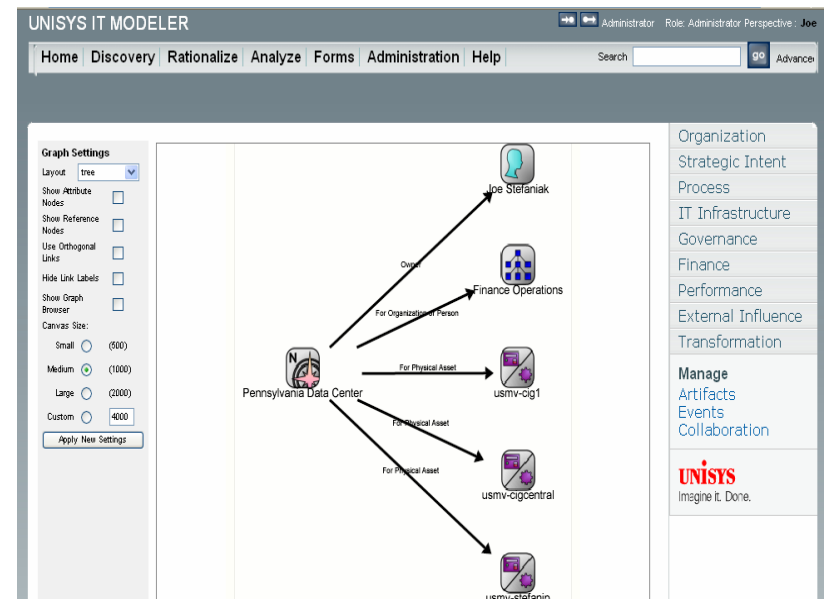 UNISYS IT MODELER
Administrator Role: Administrator Perspective : Joe
Home Discovery Rationalize Analyze Forms Administration Help
Search go Advance
Graph Settings
Layout tree
Show Attribute
Nodes
Show Reference
Nodes
Use Orthogonal
Links
Hide Link Labels
Show Graph
Browser
Canvas Size:
Small (500)
Medium (1000)
Large (2000)
Custom 4000
Apply New Settings
Joe Stefaniak
Owner
Finance Operations
For Organization or Person
N
Pennsylvania Data Center
For Physical Asset
usmv-cig1
For Physical Asset
usmv-cigcentral
For Physical Asset
Organization
Strategic Intent
Process
IT Infrastructure
Governance
Finance
Performance
External Influence
Transformation
Manage
Artifacts
Events
Collaboration
UNISYS
Imagine it. Done.